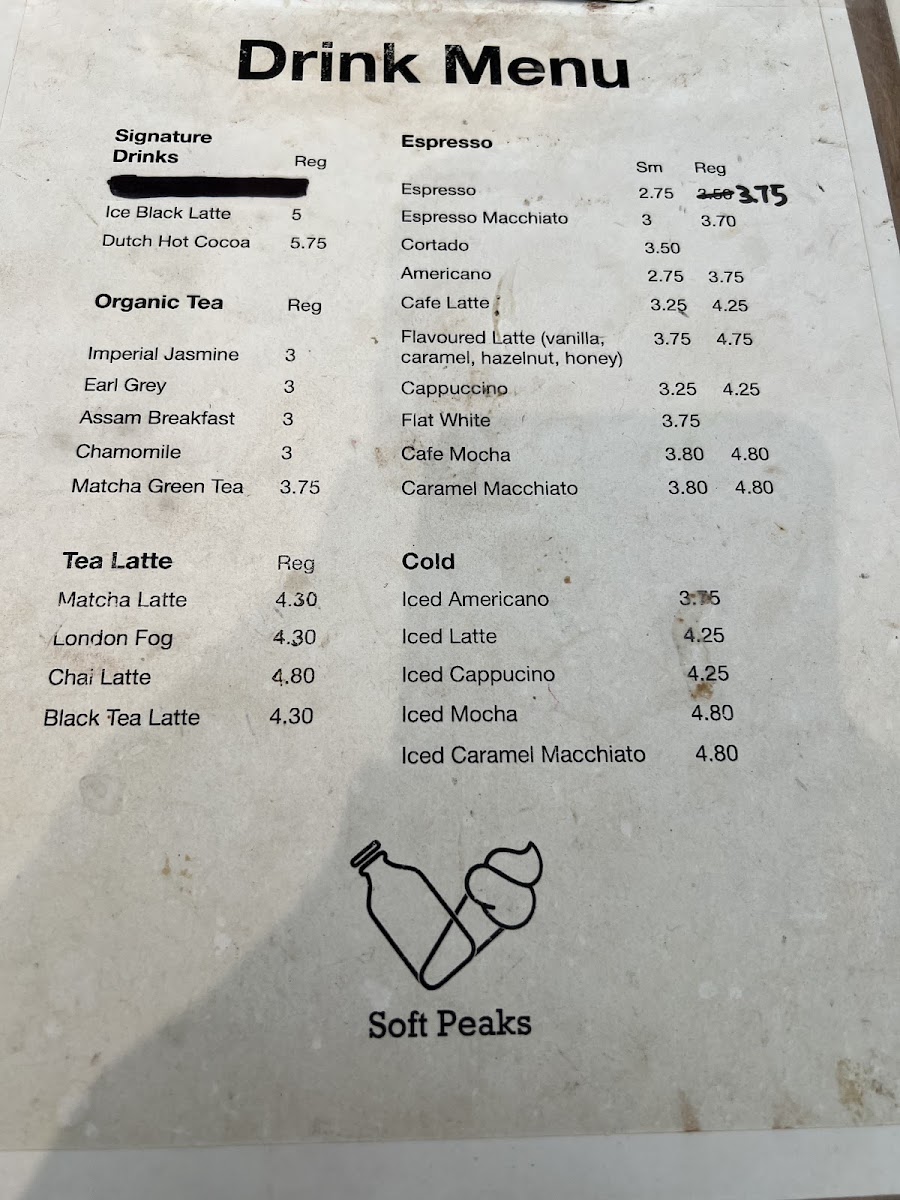 Drink Menu
Signature
Drinks Reg
Ice Black Latte 5
Dutch Hot Cocoa 5.75
Organic Tea Reg
Imperial Jasmine 3
Earl Grey 3
Assam Breakfast 3
Chamomile 3
Matcha Green Tea 3.75
Tea Latte Reg
Matcha Latte 4.30
London Fog 4.30
Chai Latte 4.80
Black Tea Latte 4.30
Espresso
Sm Reg
Espresso 2.75 3.75
Espresso Macchiato 3 3.70
Cortado 3.50
Americano 2.75 3.75
Cafe Latte 3.25 4.25
Flavoured Latte (vanilla, 3.75 4.75
caramel, hazelnut, honey)
Cappuccino 3.25 4.25
Flat White 3.75
Cafe Mocha 3.80 4.80
Caramel Macchiato 3.80 4.80
Cold
Iced Americano 3.75
Iced Latte 4.25
Iced Cappucino 4.25
Iced Mocha 4.80
Iced Caramel Macchiato 4.80
Soft Peaks